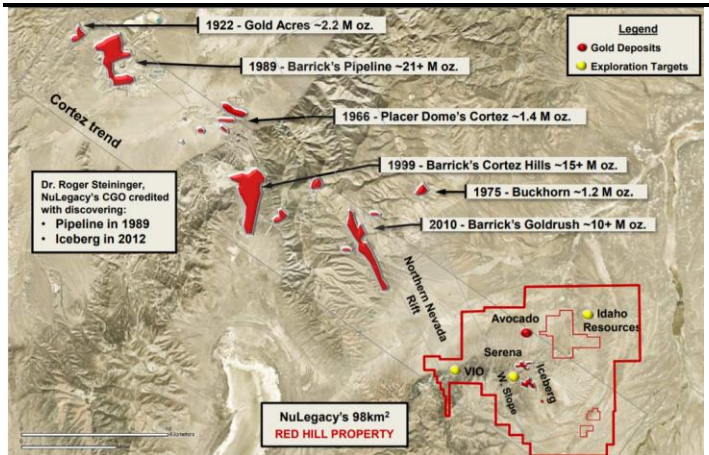 1922 - Gold Acres ~2.2 M oz.
Legend
Gold Deposits
Exploration Targets
1989 - Barrick's Pipeline ~21+ M oz.
Cortez trend
1966 - Placer Dome's Cortez ~1.4 M oz.
1999 - Barrick's Cortez Hills ~15+ M oz.
Dr. Roger Steininger,
NuLegacy's CGO credited
with discovering:
• Pipeline in 1989
• Iceberg in 2012
1975 - Buckhorn ~1.2 M oz.
2010 - Barrick's Goldrush ~10+ M oz.
Northern Nevada
Rift
Avocado
Idaho
Resources
Serena
Iceberg
VIO
W. Slope
NuLegacy's 98km²
RED HILL PROPERTY
Kilometers